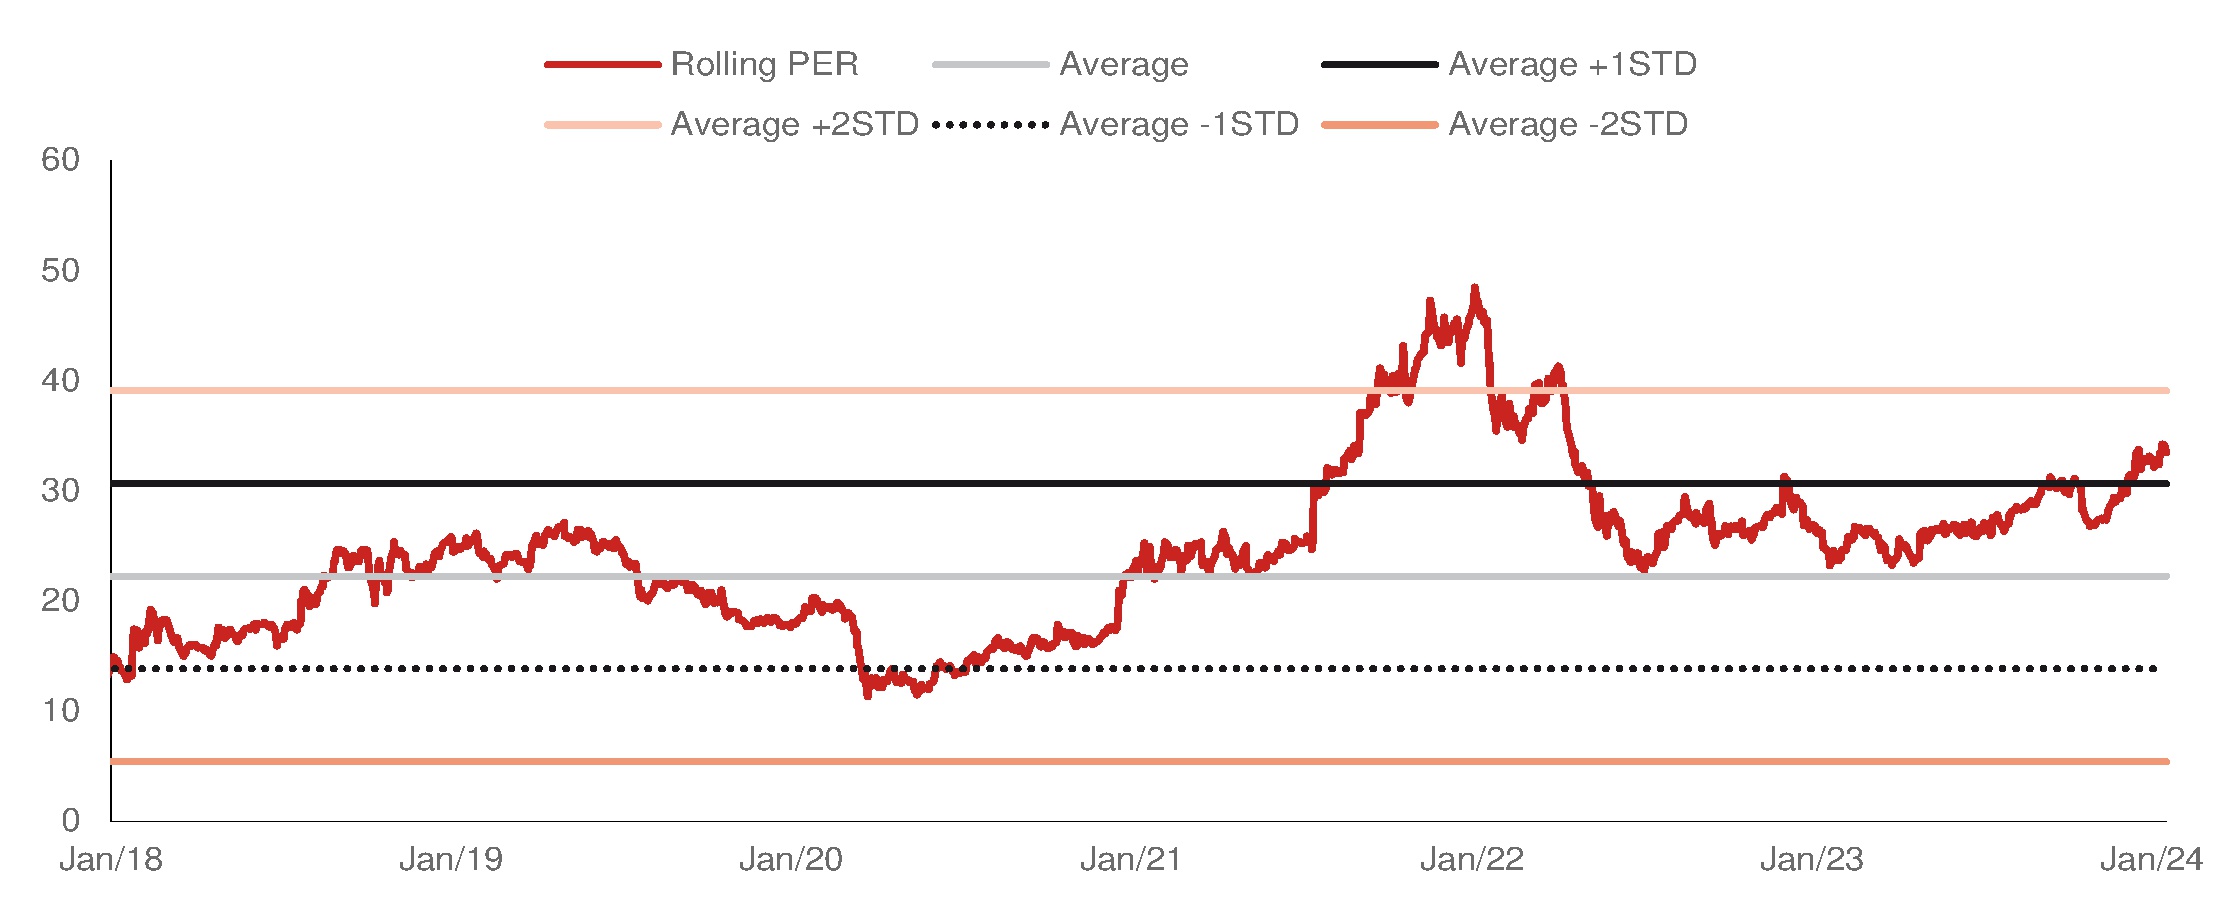 Rolling PER Average Average +1STD
Average +2STD Average -1STD Average -2STD
60
50
40
30
20
10
0
Jan/18 Jan/19 Jan/20 Jan/21 Jan/22 Jan/23 Jan/24